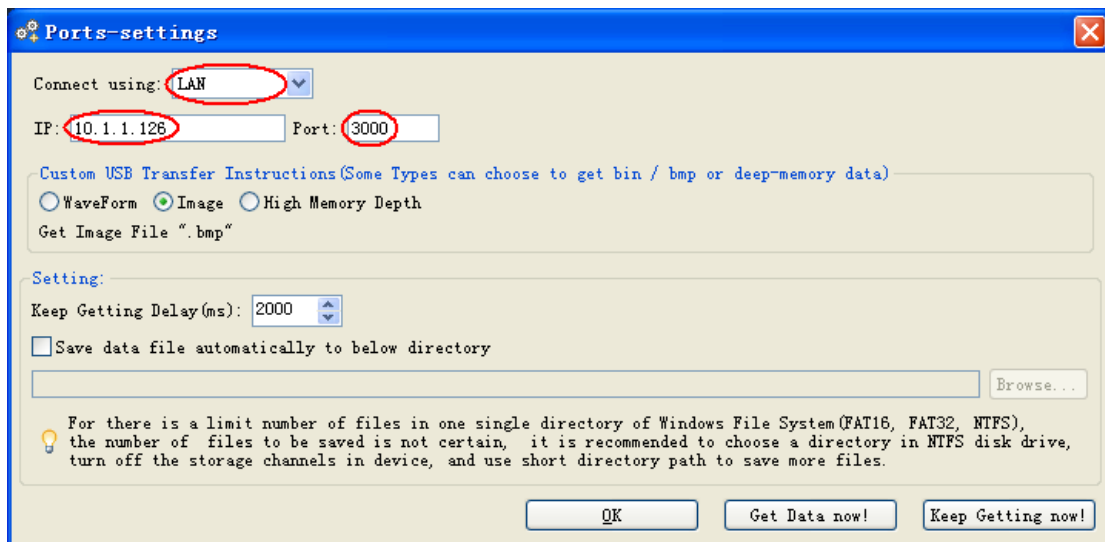 Ports-settings
Connect using: LAN
IP: 10.1.1.126 Port: 3000
Custom USB Transfer Instructions(Some Types can choose to get bin / bmp or deep-memory data)
WaveForm Image High Memory Depth
Get Image File ".bmp"
Setting:
Keep Getting Delay(ms): 2000
Save data file automatically to below directory
Browse...
For there is a limit number of files in one single directory of Windows File System(FAT16, FAT32, NTFS),
the number of files to be saved is not certain, it is recommended to choose a directory in NTFS disk drive,
turn off the storage channels in device, and use short directory path to save more files.
OK Get Data now! Keep Getting now!